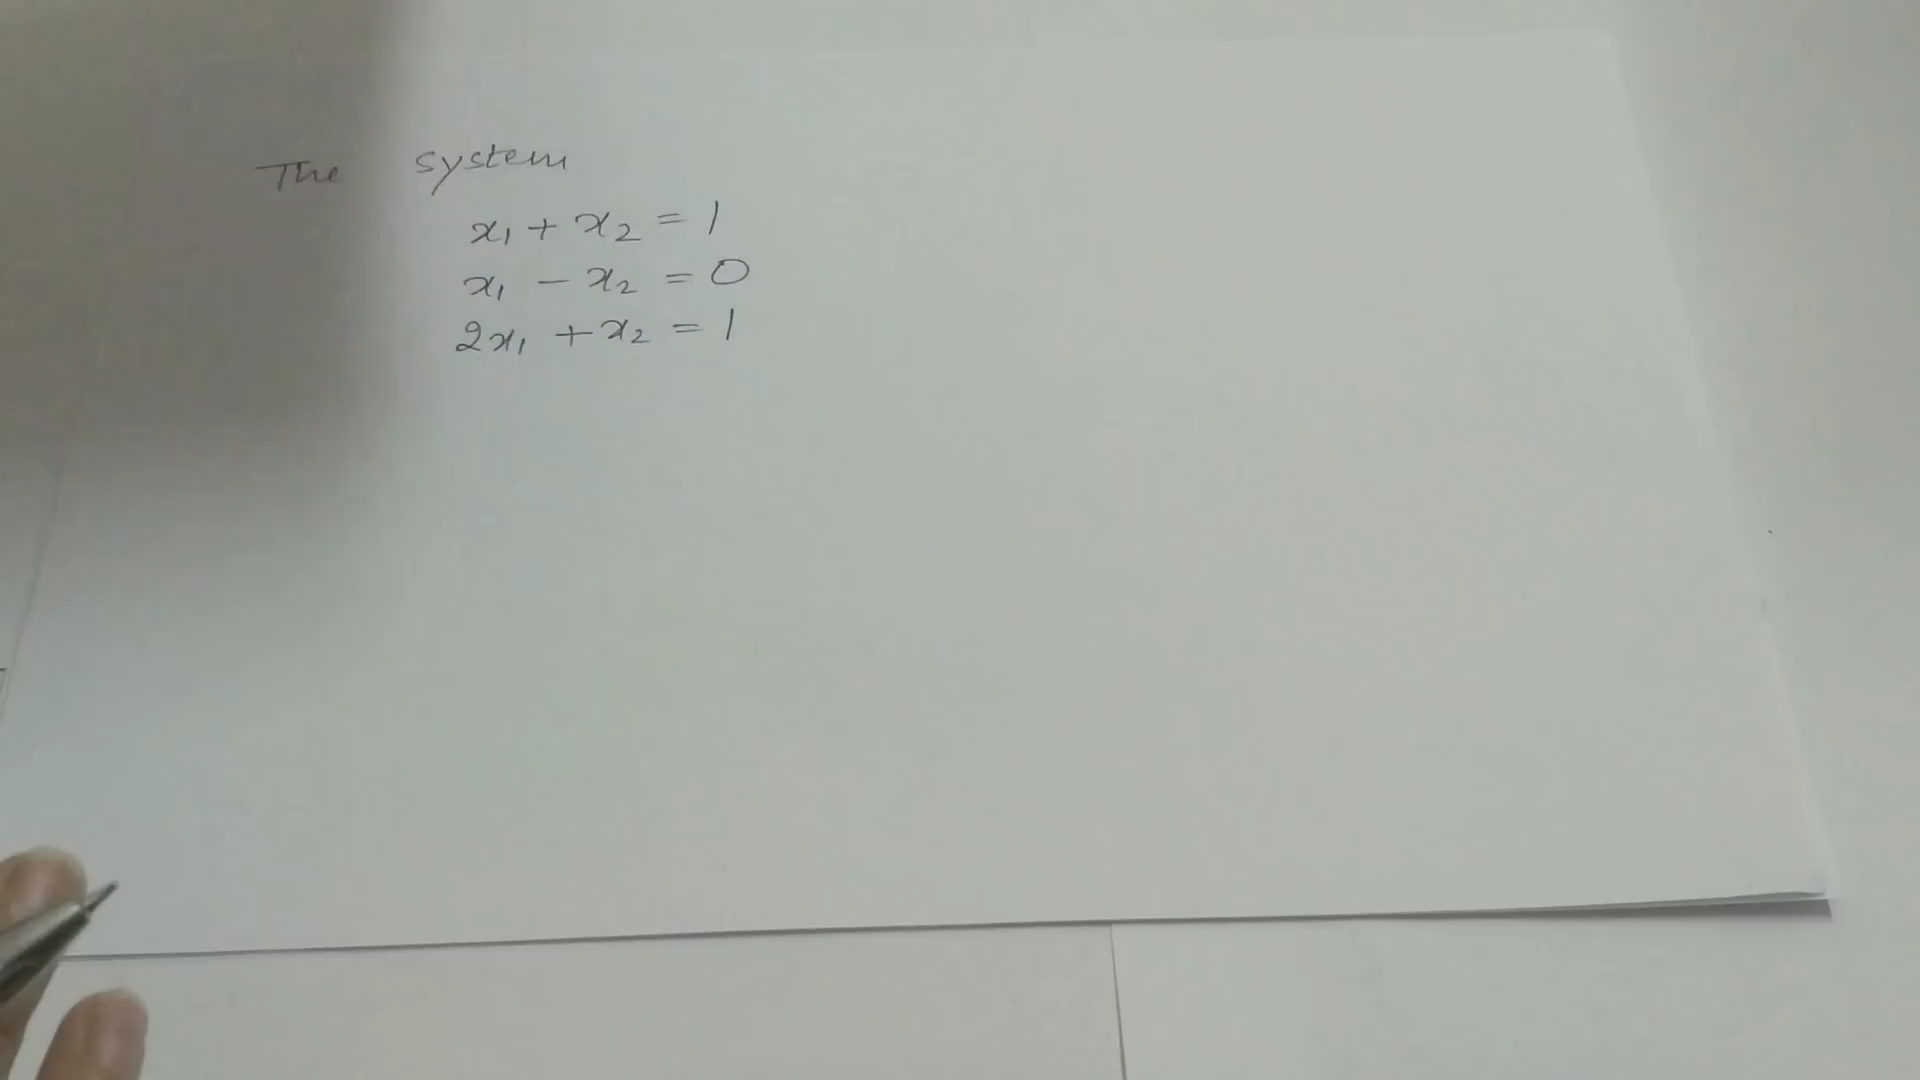 The system
x₁ + x₂ = 1
x₁ - x₂ = 0
2x₁ + x₂ = 1